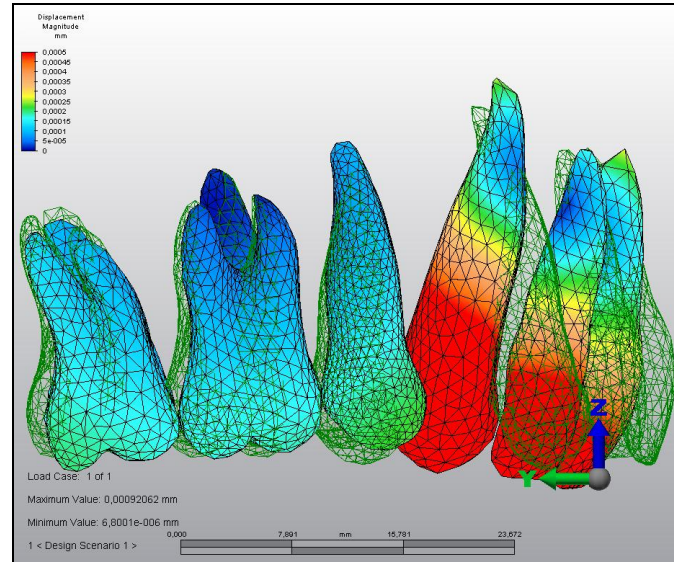 Displacement
Magnitude
mm
0,0005
0,00045
0,0004
0,00035
0,0003
0,00025
0,0002
0,00015
0,0001
5e-005
0
Z
Y
Load Case: 1 of 1
Maximum Value: 0,00092062 mm
Minimum Value: 6,8001e-006 mm
0,000 7,891 mm 15,781 23,672
1 < Design Scenario 1 >